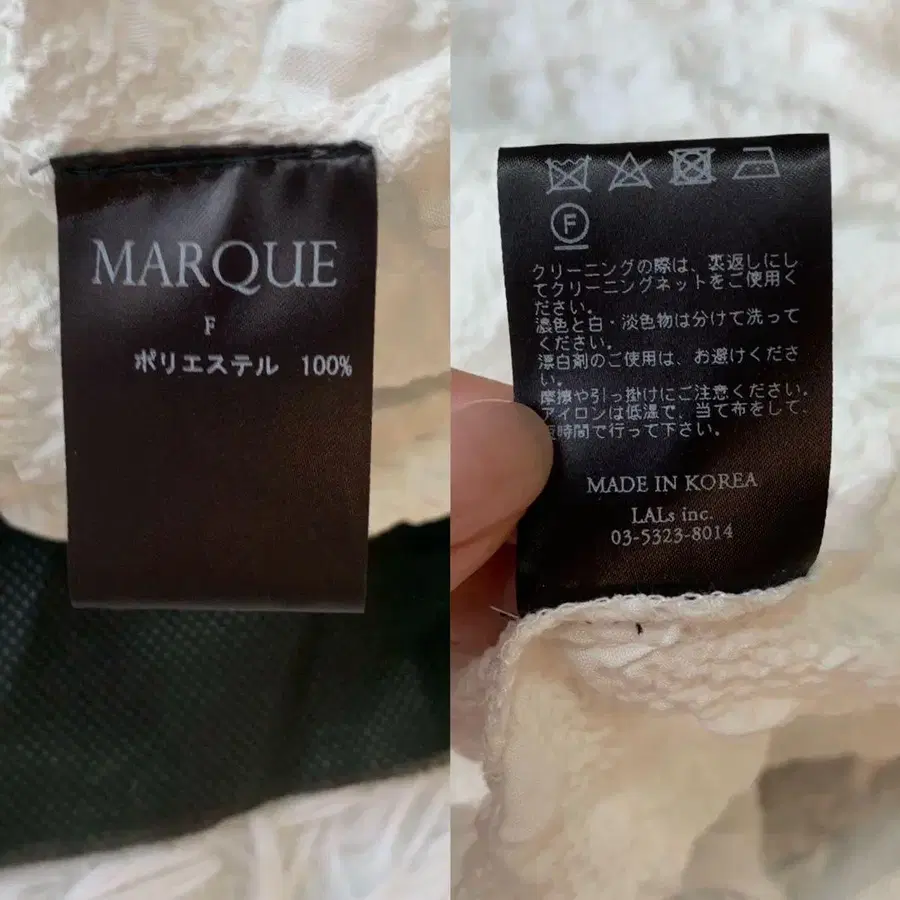 MARQUE
F
ポリエステル 100%
F
クリーニングの際は、裏返しにし
てクリーニングネットをご使用く
ださい。
濃色と白・淡色物は分けて洗って
ください。
漂白剤のご使用は、お避けくださ
い。
摩擦や引っ掛けにご注意ください。
アイロンは低温で、当て布をして、
短時間で行って下さい。
MADE IN KOREA
LALs inc.
03-5323-8014